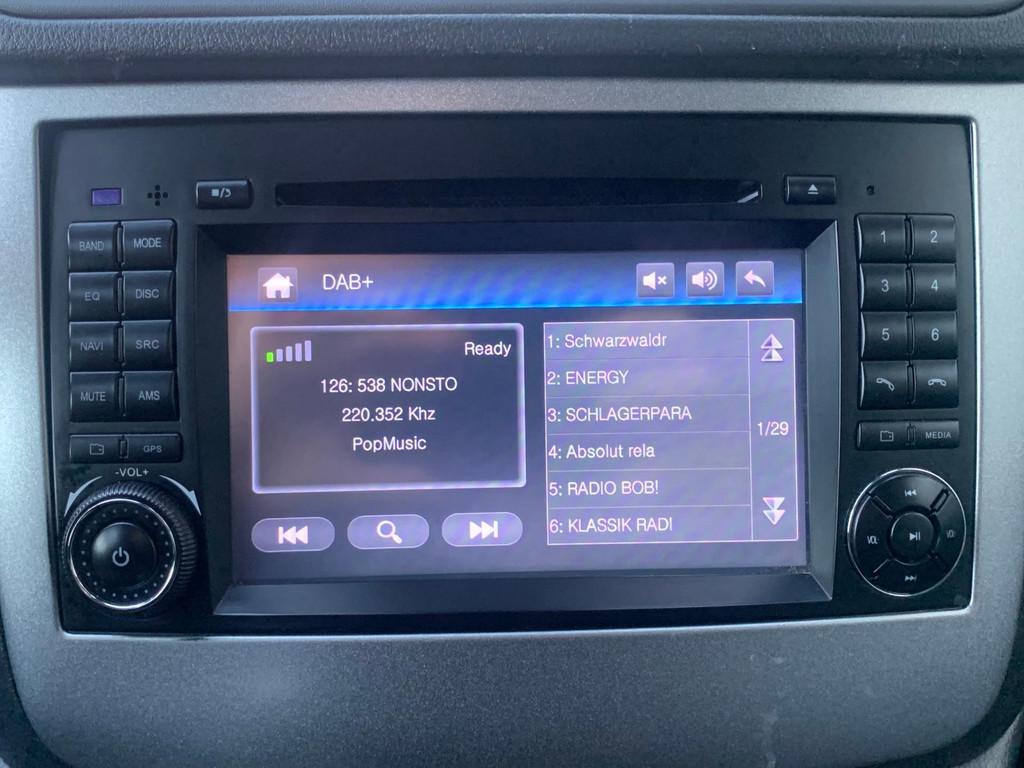 DAB+
Ready
126: 538 NONSTO
220.352 Khz
PopMusic
1: Schwarzwaldr
2: ENERGY
3: SCHLAGERPARA
4: Absolut rela
5: RADIO BOB!
6: KLASSIK RAD!
1/29
BAND MODE
EQ DISC
NAVI SRC
MUTE AMS
GPS
-VOL+
1 2
3 4
5 6
MEDIA
VOL VOL